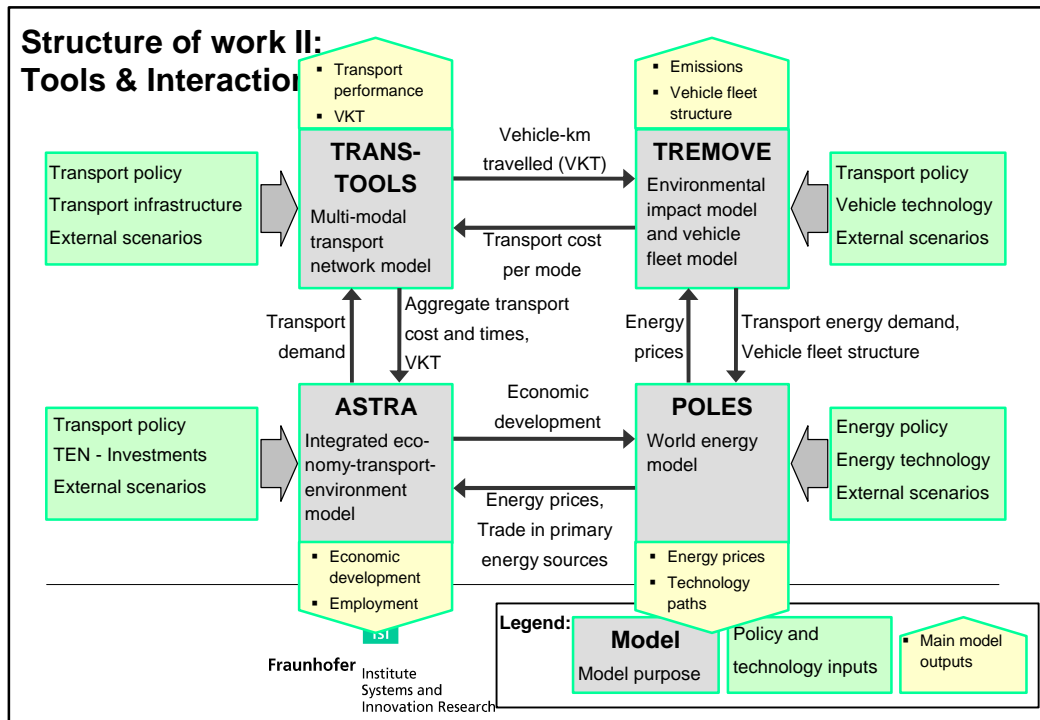 Structure of work II:
Tools & Interaction
▪ Transport
performance
▪ VKT
▪ Emissions
▪ Vehicle fleet
structure
Transport policy
Transport infrastructure
External scenarios
TRANS-
TOOLS
Multi-modal
transport
network model
Vehicle-km
travelled (VKT)
Transport cost
per mode
TREMOVE
Environmental
impact model
and vehicle
fleet model
Transport policy
Vehicle technology
External scenarios
Transport
demand
Aggregate transport
cost and times,
VKT
Energy
prices
Transport energy demand,
Vehicle fleet structure
Transport policy
TEN - Investments
External scenarios
ASTRA
Integrated eco-
nomy-transport-
environment
model
Economic
development
Energy prices,
Trade in primary
energy sources
POLES
World energy
model
Energy policy
Energy technology
External scenarios
▪ Economic
development
▪ Employment
▪ Energy prices
▪ Technology
paths
ISI
Fraunhofer
Institute
Systems and
Innovation Research
Legend:
Model
Model purpose
Policy and
technology inputs
▪ Main model
outputs